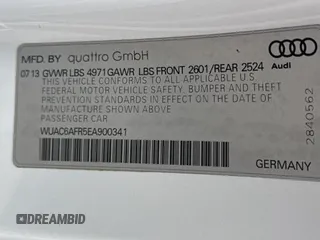 MFD. BY quattro GmbH
07 13 GVWR LBS 4971 GAWR LBS FRONT 2601/REAR 2524
Audi
THIS VEHICLE CONFORMS TO ALL APPLICABLE U.S.
FEDERAL MOTOR VEHICLE SAFETY, BUMPER AND THEFT
PREVENTION STANDARDS IN EFFECT ON THE DATE OF
MANUFACTURE SHOWN ABOVE.
PASSENGER CAR
WUAC6AFR5EA900341
GERMANY
2840562
DREAMBID